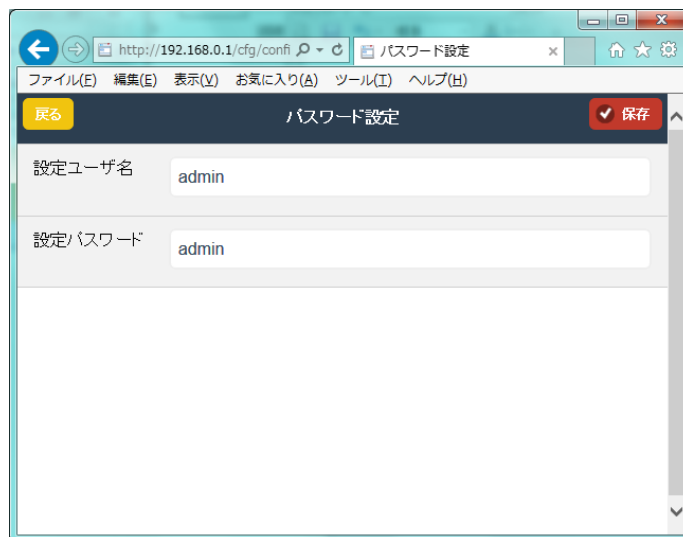 http://192.168.0.1/cfg/confi パスワード設定
ファイル(F) 編集(E) 表示(V) お気に入り(A) ツール(T) ヘルプ(H)
戻る パスワード設定 保存
設定ユーザ名 admin
設定パスワード admin